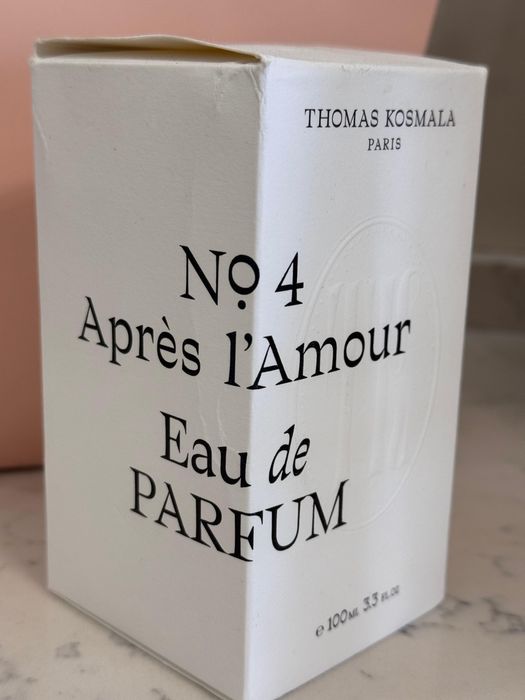 THOMAS KOSMALA
PARIS
No 4
Après l'Amour
Eau de
PARFUM
e 100ML 3.3 FL.OZ